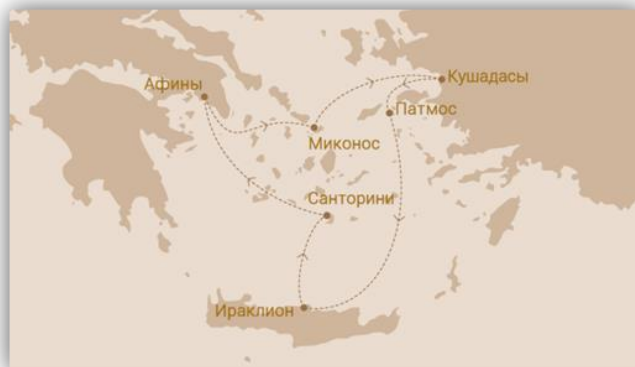 Кушадасы
Афины
Патмос
Миконос
Санторини
Ираклион